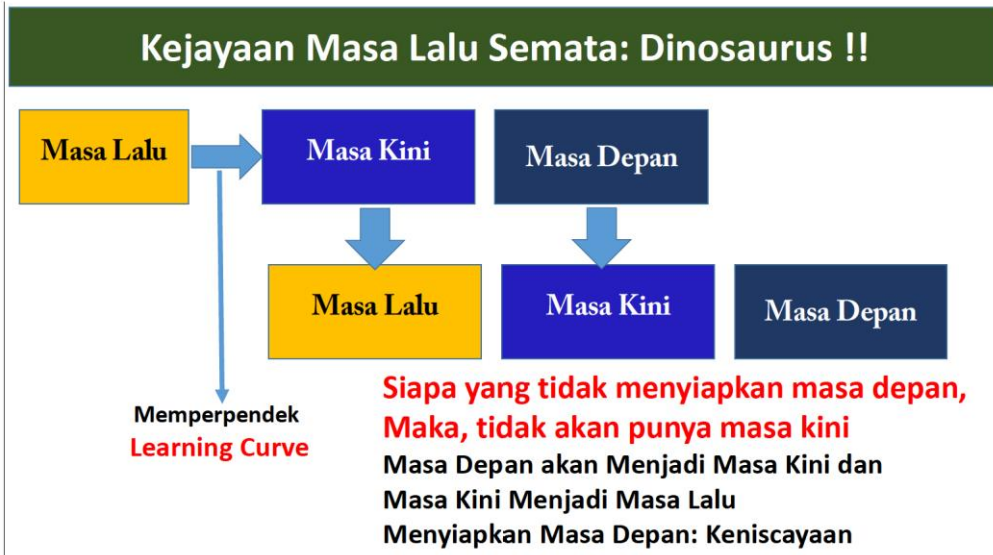 Kejayaan Masa Lalu Semata: Dinosaurus !!
Masa Lalu
Masa Kini
Masa Depan
Masa Lalu
Masa Kini
Masa Depan
Memperpendek
Learning Curve
Siapa yang tidak menyiapkan masa depan,
Maka, tidak akan punya masa kini
Masa Depan akan Menjadi Masa Kini dan
Masa Kini Menjadi Masa Lalu
Menyiapkan Masa Depan: Keniscayaan